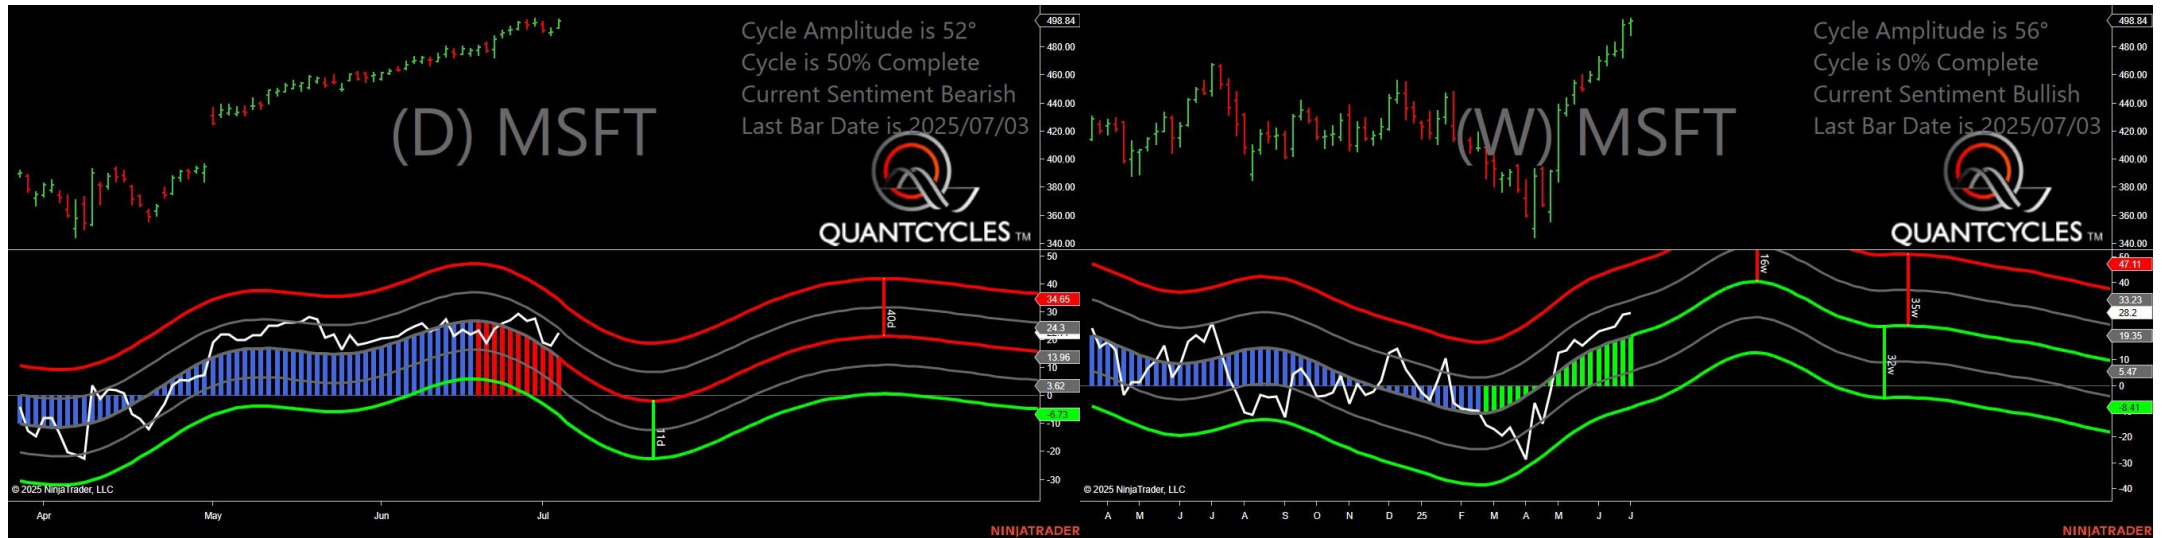 Cycle Amplitude is 52°
Cycle is 50% Complete
Current Sentiment Bearish
Last Bar Date is 2025/07/03
(D) MSFT
QUANTCYCLES TM
498.84
480.00
460.00
440.00
420.00
400.00
380.00
360.00
340.00
50
40
34.65
30
24.3
20
13.96
10
3.62
0
-6.73
-10
-20
-30
40d
11d
© 2025 NinjaTrader, LLC
Apr May Jun Jul
NINJATRADER
Cycle Amplitude is 56°
Cycle is 0% Complete
Current Sentiment Bullish
Last Bar Date is 2025/07/03
(W) MSFT
QUANTCYCLES TM
498.84
480.00
460.00
440.00
420.00
400.00
380.00
360.00
340.00
47.11
40
33.23
28.2
19.35
10
5.47
0
-8.41
-20
-30
-40
16w
35w
32w
© 2025 NinjaTrader, LLC
A M J J A S O N D 25 F M A M J J
NINJATRADER